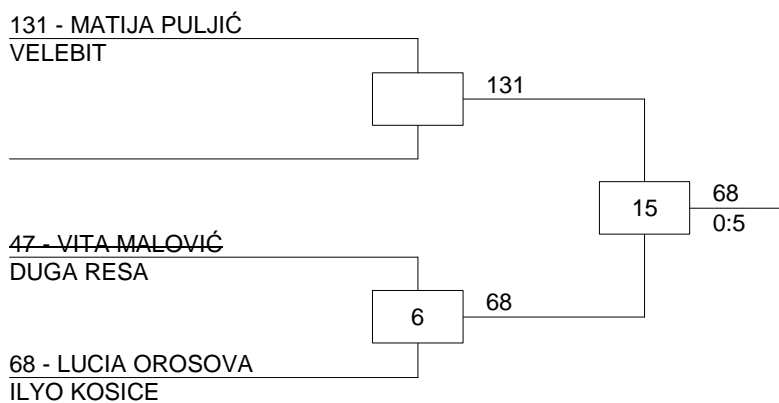 131 - MATIJA PULJIĆ
VELEBIT
131
15
68
0:5
47 - VITA MALOVIĆ
DUGA RESA
6
68
68 - LUCIA OROSOVA
ILYO KOSICE